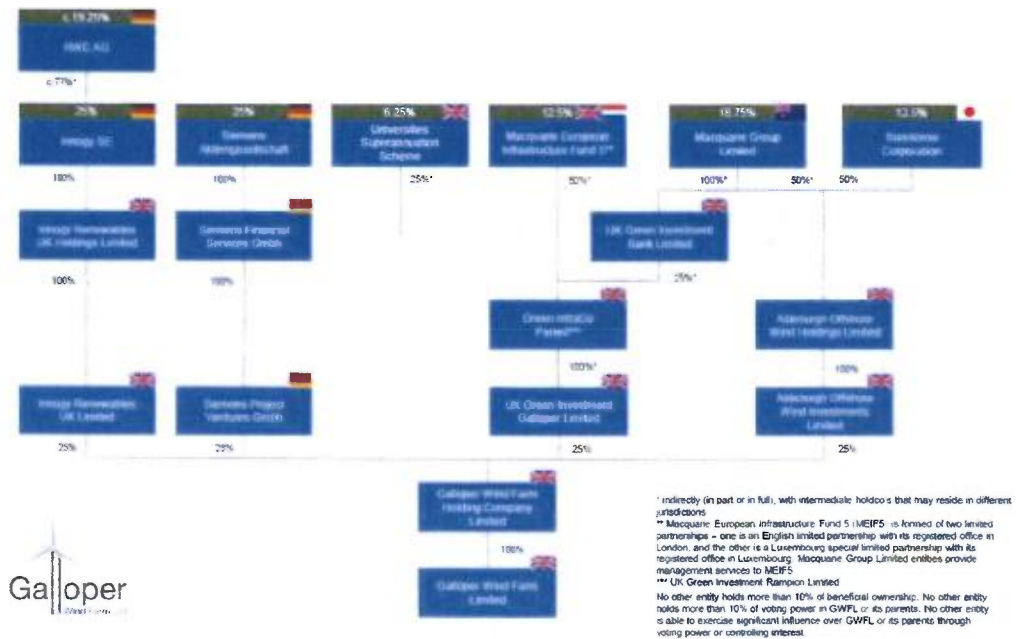 c.19.25%
RWE AG
c.77%*
25%
25%
6.25%
12.5%
18.75%
12.5%
Innogy SE
Siemens
Aktiengesellschaft
Universities
Superannuation
Scheme
Macquarie European
Infrastructure Fund 5**
Macquarie Group
Limited
Sumitomo
Corporation
100%
100%
25%*
50%*
100%*
50%*
50%
Innogy Renewables
UK Holdings Limited
Siemens Financial
Services GmbH
UK Green Investment
Bank Limited
100%
100%
25%*
Green InfraCo
Parent***
Aldeburgh Offshore
Wind Holdings Limited
100%*
100%
Innogy Renewables
UK Limited
Siemens Project
Ventures GmbH
UK Green Investment
Galloper Limited
Aldeburgh Offshore
Wind Investments
Limited
25%
25%
25%
25%
Galloper Wind Farm
Holding Company
Limited
100%
Galloper Wind Farm
Limited
Galloper
Wind Farm
* Indirectly (in part or in full), with intermediate holdcos that may reside in different
jurisdictions
** Macquarie European Infrastructure Fund 5 (MEIF5) is formed of two limited
partnerships – one is an English limited partnership with its registered office in
London, and the other is a Luxembourg special limited partnership with its
registered office in Luxembourg. Macquarie Group Limited entities provide
management services to MEIF5
*** UK Green Investment Rampion Limited
No other entity holds more than 10% of beneficial ownership. No other entity
holds more than 10% of voting power in GWFL or its parents. No other entity
is able to exercise significant influence over GWFL or its parents through
voting power or controlling interest